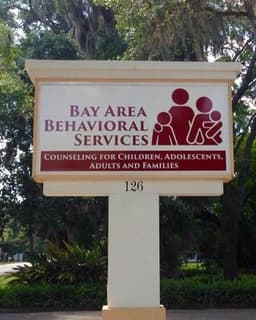 BAY AREA
BEHAVIORAL
SERVICES
COUNSELING FOR CHILDREN, ADOLESCENTS,
ADULTS AND FAMILIES
126